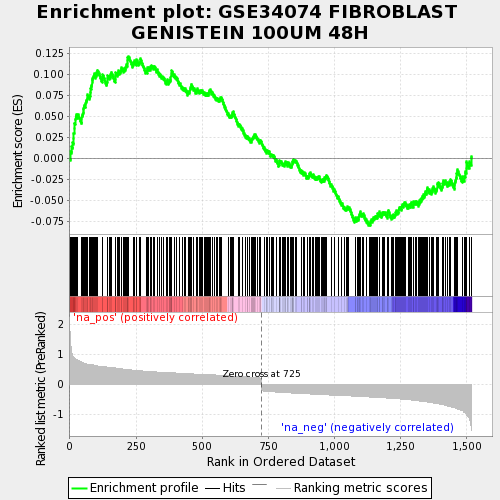 Enrichment plot: GSE34074 FIBROBLAST
GENISTEIN 100UM 48H
Enrichment score (ES)
0.125
0.100
0.075
0.050
0.025
0.000
-0.025
-0.050
-0.075
'na_pos' (positively correlated)
Ranked list metric (PreRanked)
2
1
0
-1
Zero cross at 725
'na_neg' (negatively correlated)
0
250
500
750
1,000
1,250
1,500
Rank in Ordered Dataset
Enrichment profile
Hits
Ranking metric scores